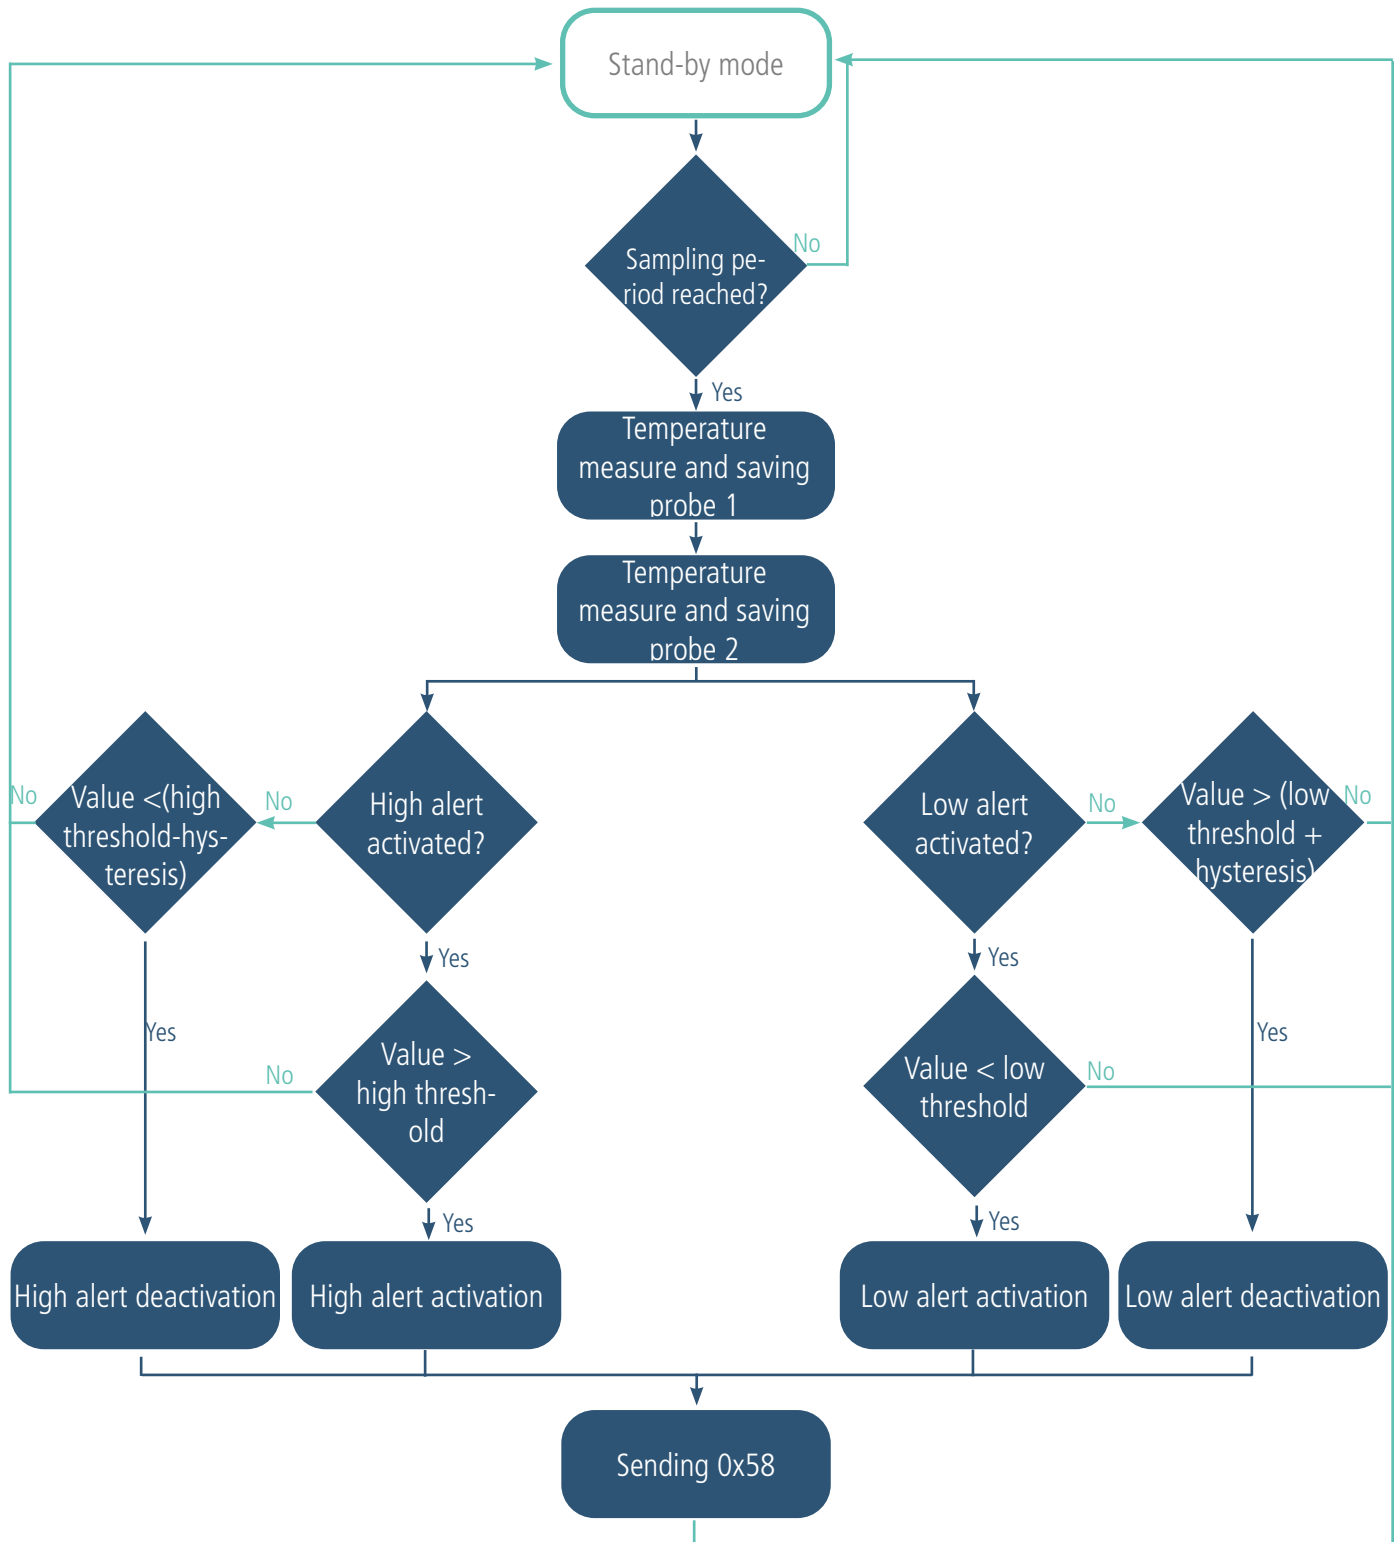 Stand-by mode
No
Sampling pe-
riod reached?
Yes
Temperature
measure and saving
probe 1
Temperature
measure and saving
probe 2
No
Value <(high
threshold-hys-
teresis)
No
High alert
activated?
Low alert
activated?
No
Value > (low
threshold +
hysteresis)
No
Yes
Yes
Yes
Yes
No
Value >
high thresh-
old
Value < low
threshold
No
Yes
Yes
High alert deactivation
High alert activation
Low alert activation
Low alert deactivation
Sending 0x58